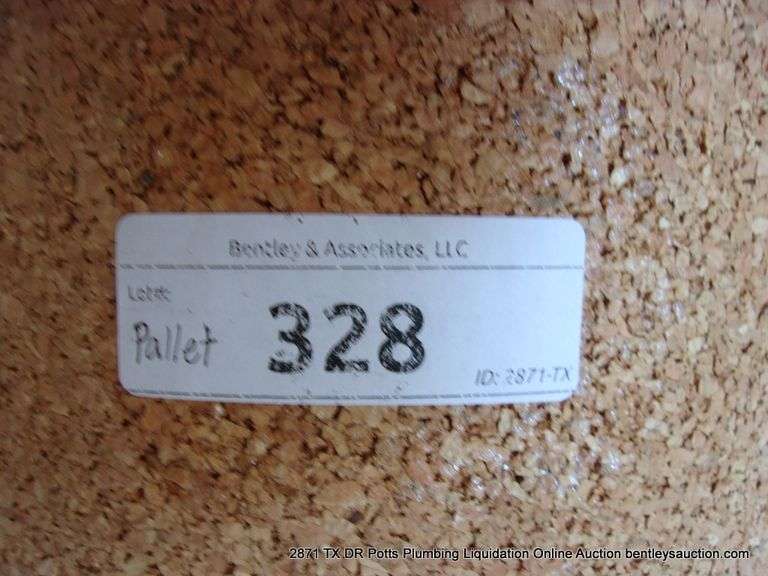 Bentley & Associates, LLC
Lot#:
Pallet 328
ID: 2871-TX
2871 TX DR Potts Plumbing Liquidation Online Auction bentleysauction.com